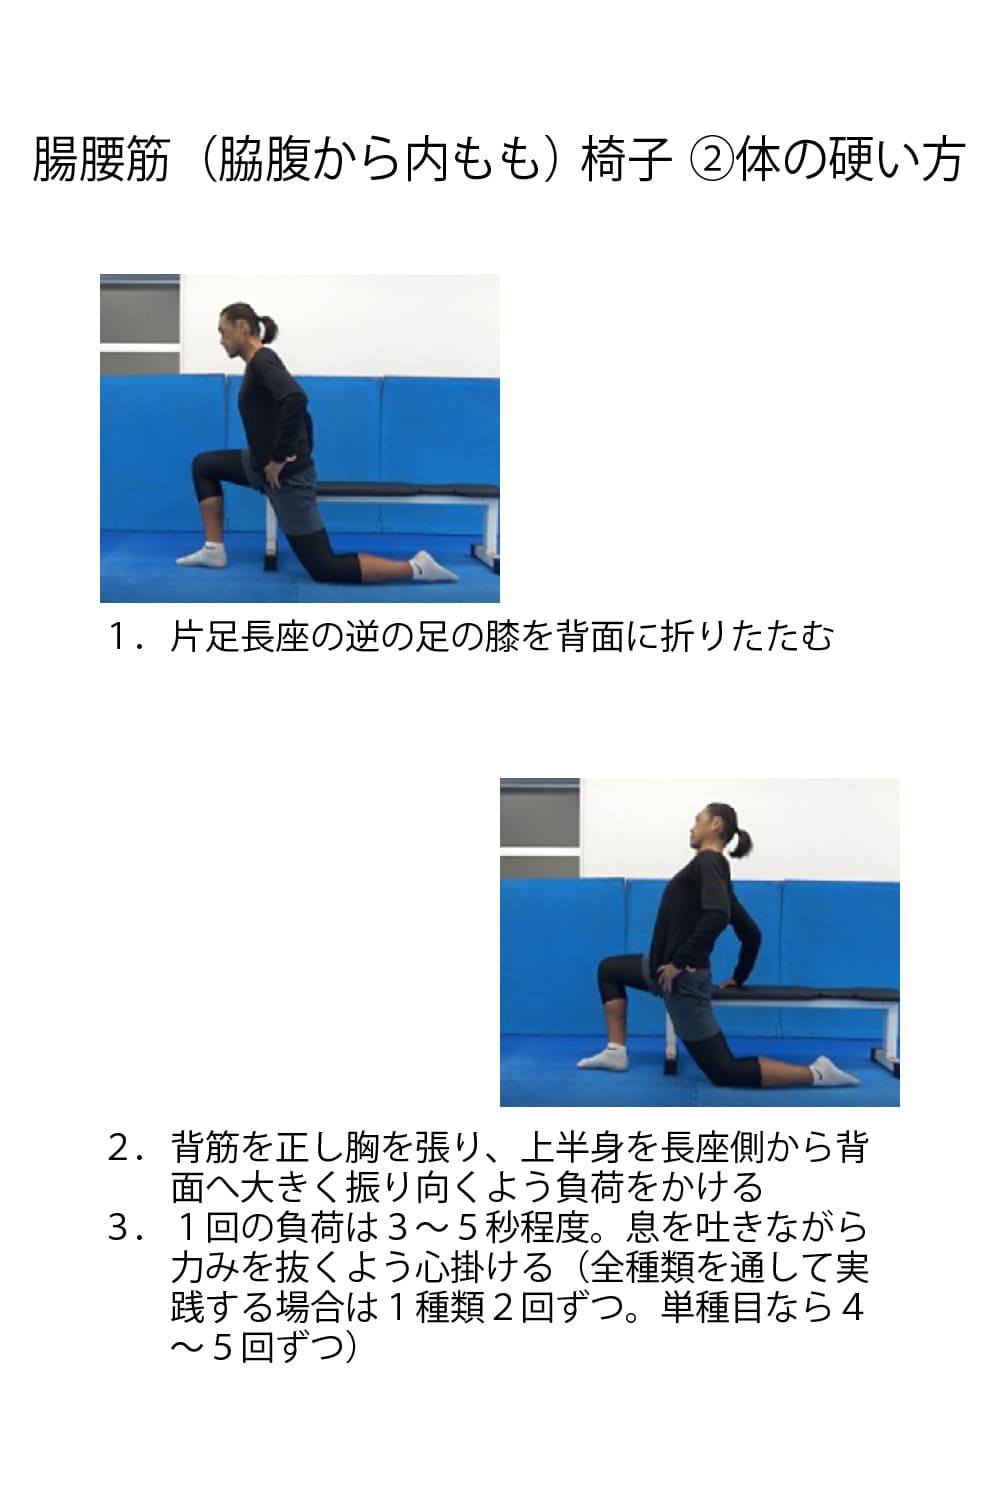 腸腰筋（脇腹から内もも）椅子 ②体の硬い方
１．片足長座の逆の足の膝を背面に折りたたむ
２．背筋を正し胸を張り、上半身を長座側から背
面へ大きく振り向くよう負荷をかける
３．１回の負荷は３～５秒程度。息を吐きながら
力みを抜くよう心掛ける（全種類を通して実
践する場合は１種類２回ずつ。単種目なら４
～５回ずつ）